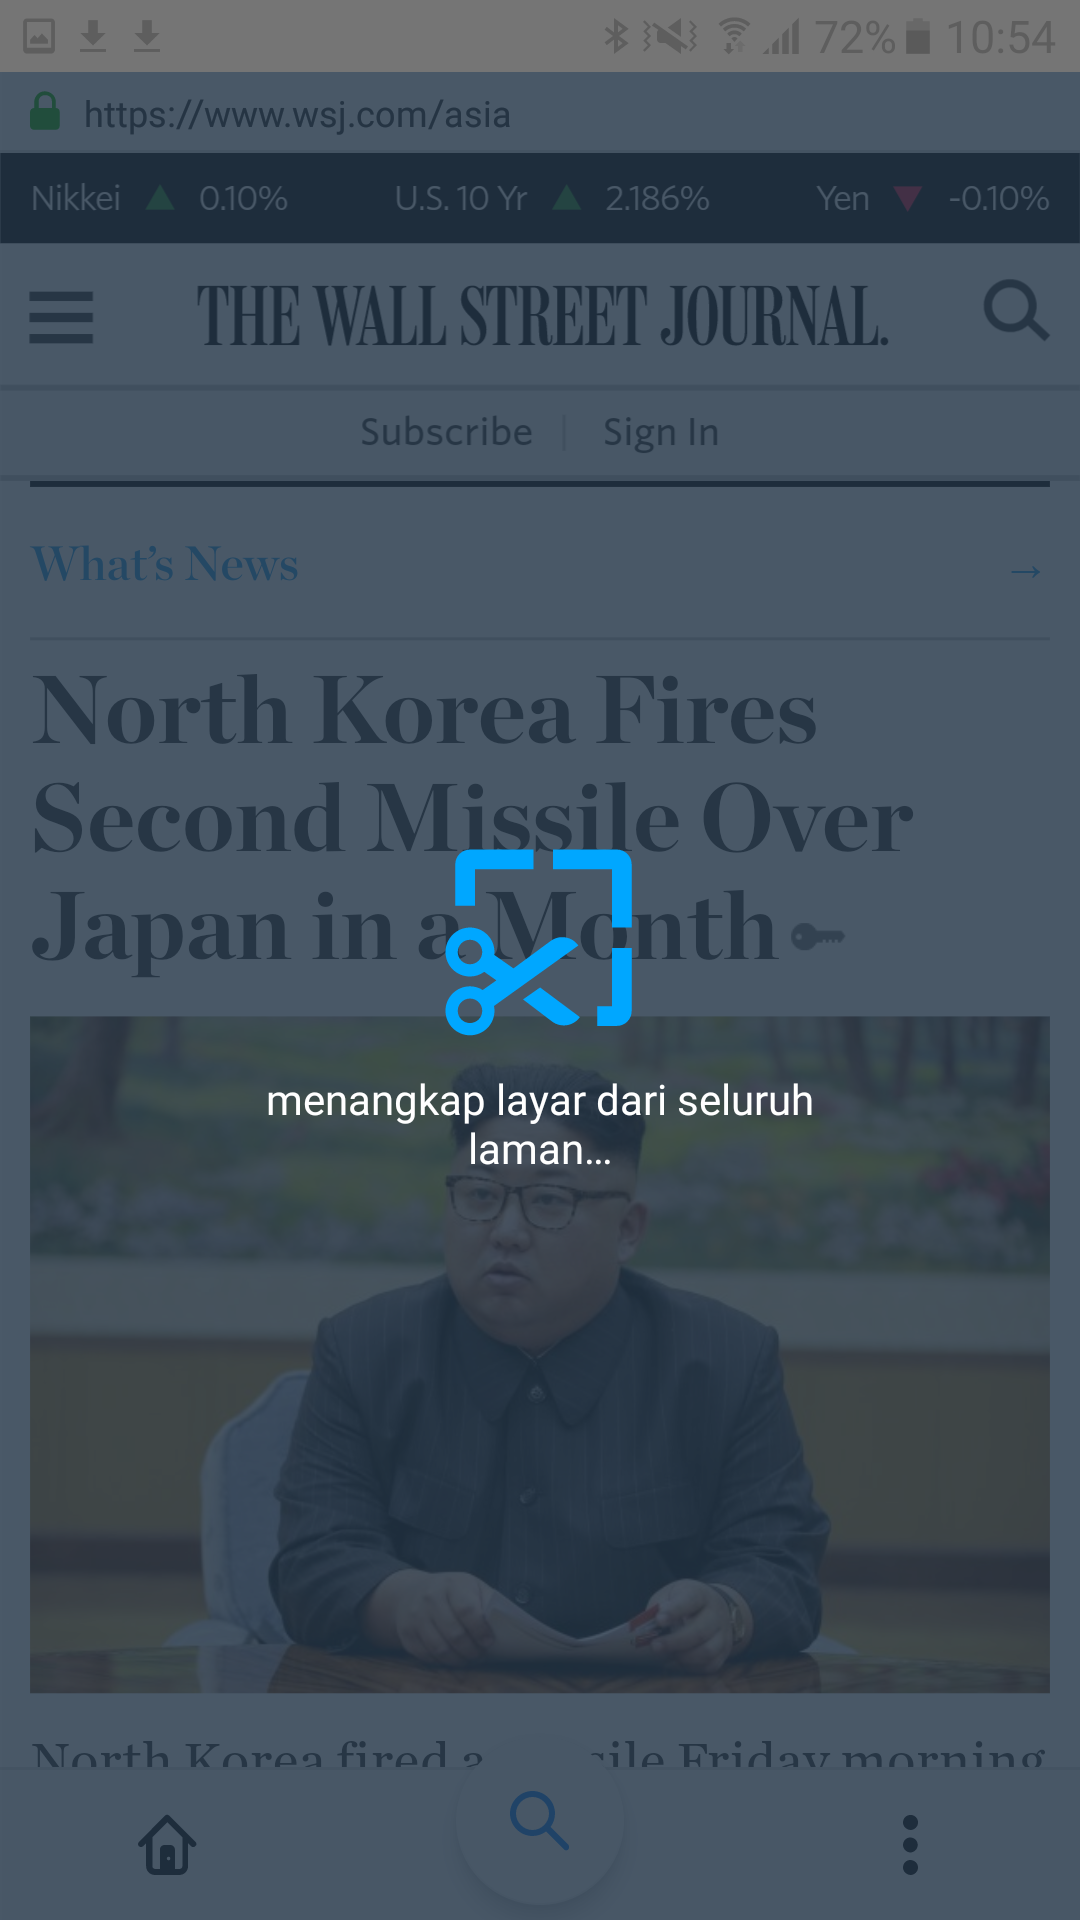 72% 10:54
https://www.wsj.com/asia
Nikkei 0.10% U.S. 10 Yr 2.186% Yen -0.10%
THE WALL STREET JOURNAL.
Subscribe Sign In
What’s News →
North Korea Fires
Second Missile Over
Japan in a Month
menangkap layar dari seluruh
laman...
North Korea fired a Friday morning